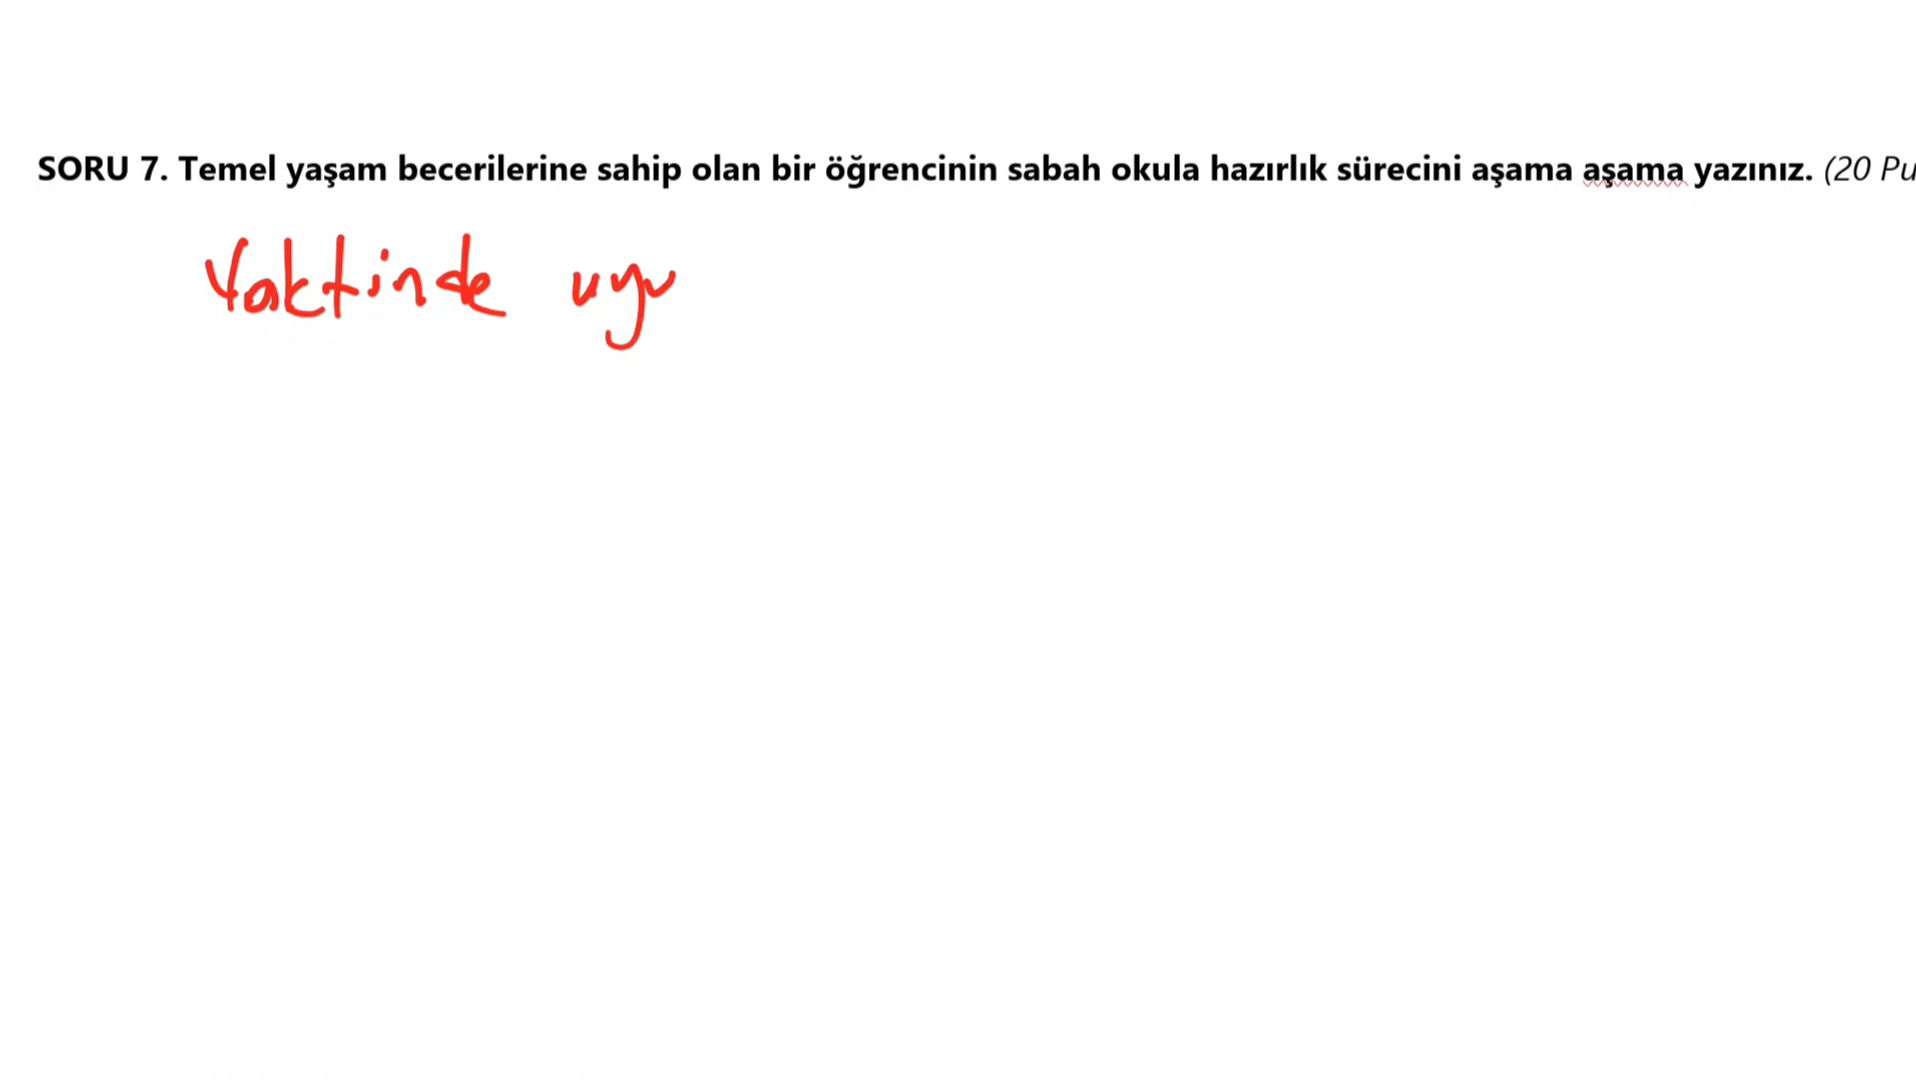 SORU 7. Temel yaşam becerilerine sahip olan bir öğrencinin sabah okula hazırlık sürecini aşama aşama yazınız. (20 Pu
Vaktinde uyu